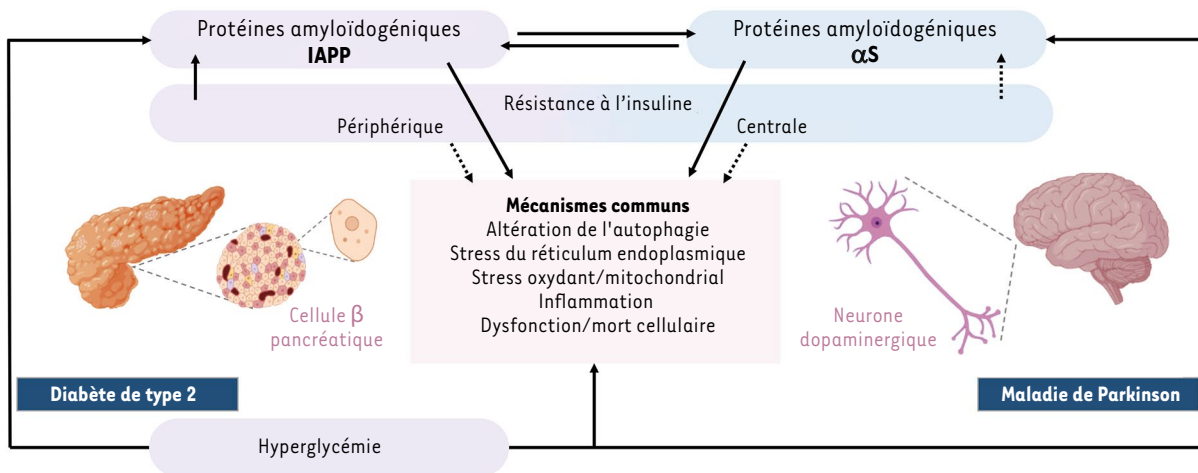 Protéines amyloïdogéniques
IAPP
Protéines amyloïdogéniques
αS
Résistance à l'insuline
Périphérique
Centrale
Mécanismes communs
Altération de l'autophagie
Stress du réticulum endoplasmique
Stress oxydant/mitochondrial
Inflammation
Dysfonction/mort cellulaire
Cellule β
pancréatique
Neurone
dopaminergique
Diabète de type 2
Maladie de Parkinson
Hyperglycémie